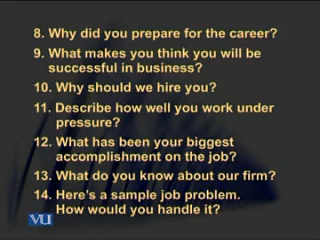 8. Why did you prepare for the career?
9. What makes you think you will be
successful in business?
10. Why should we hire you?
11. Describe how well you work under
pressure?
12. What has been your biggest
accomplishment on the job?
13. What do you know about our firm?
14. Here's a sample job problem.
How would you handle it?
VU